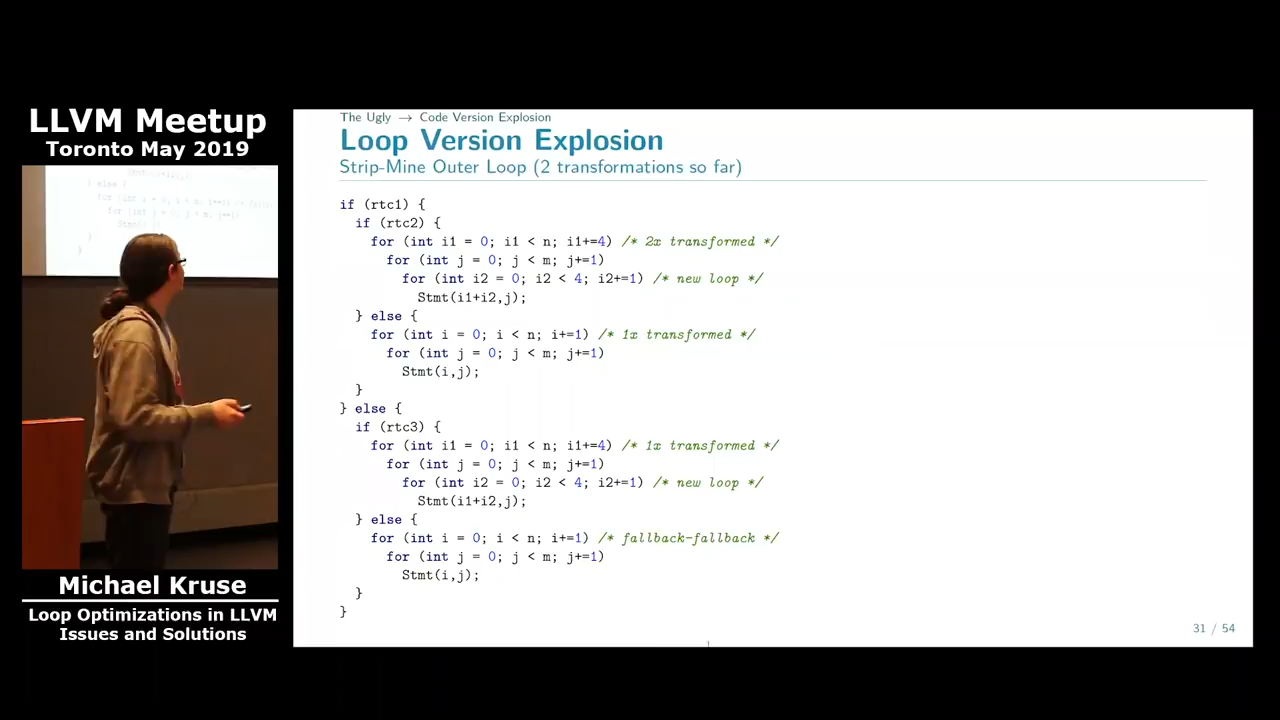 LLVM Meetup
Toronto May 2019
Michael Kruse
Loop Optimizations in LLVM
Issues and Solutions
The Ugly → Code Version Explosion
Loop Version Explosion
Strip-Mine Outer Loop (2 transformations so far)
if (rtc1) {
if (rtc2) {
for (int i1 = 0; i1 < n; i1+=4) /* 2x transformed */
for (int j = 0; j < m; j+=1)
for (int i2 = 0; i2 < 4; i2+=1) /* new loop */
Stmt(i1+i2,j);
} else {
for (int i = 0; i < n; i+=1) /* 1x transformed */
for (int j = 0; j < m; j+=1)
Stmt(i,j);
}
} else {
if (rtc3) {
for (int i1 = 0; i1 < n; i1+=4) /* 1x transformed */
for (int j = 0; j < m; j+=1)
for (int i2 = 0; i2 < 4; i2+=1) /* new loop */
Stmt(i1+i2,j);
} else {
for (int i = 0; i < n; i+=1) /* fallback-fallback */
for (int j = 0; j < m; j+=1)
Stmt(i,j);
}
}
31 / 54